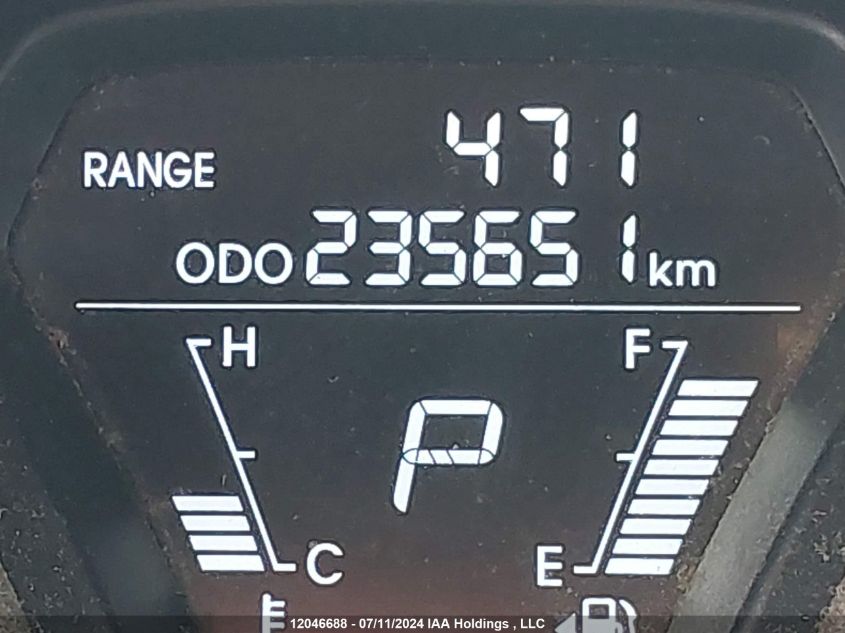 RANGE 471
ODO 235651 km
H F
P
C E
12046688 - 07/11/2024 IAA Holdings , LLC